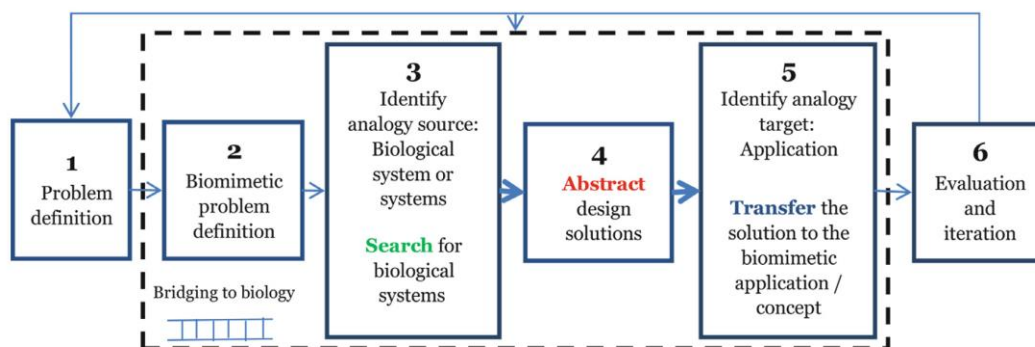 1
Problem
definition
2
Biomimetic
problem
definition
Bridging to biology
3
Identify
analogy source:
Biological
system or
systems
Search for
biological
systems
4
Abstract
design
solutions
5
Identify analogy
target:
Application
Transfer the
solution to the
biomimetic
application /
concept
6
Evaluation
and
iteration